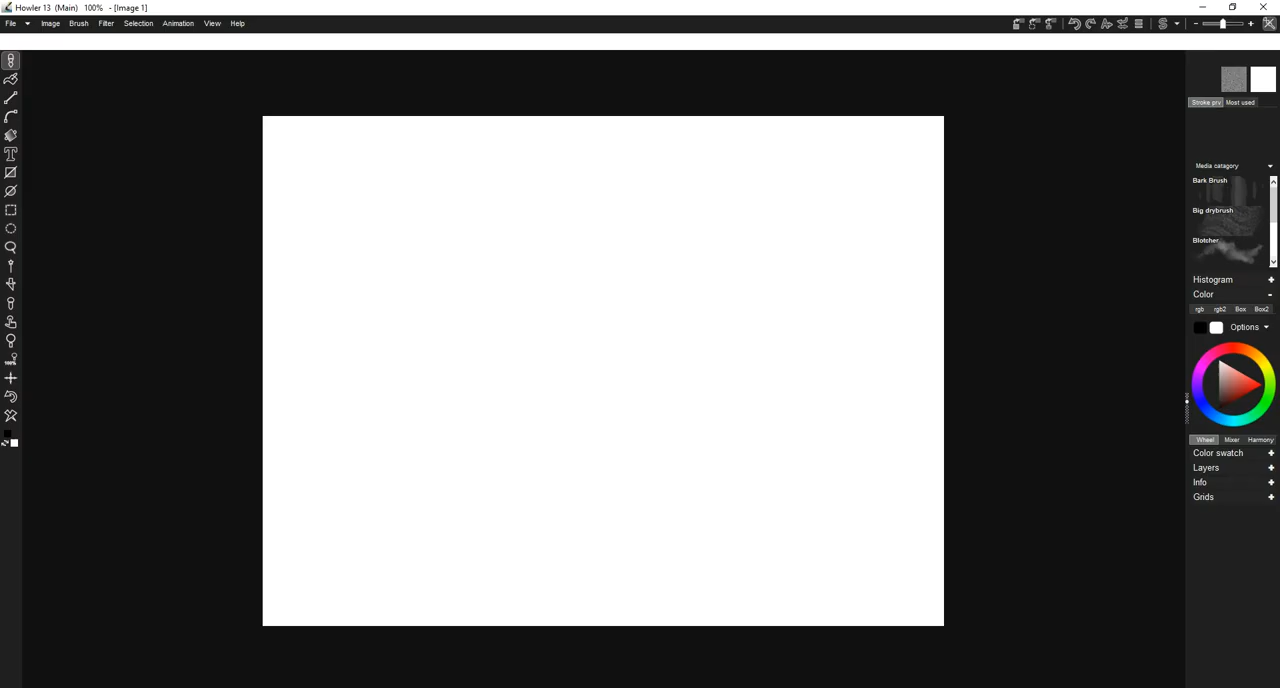 Howler 13 (Main) 100% - [Image 1]
File Image Brush Filter Selection Animation View Help
Stroke prv Most used
Media catagory
Bark Brush
Big drybrush
Blotcher
Histogram
Color
rgb rgb2 Box Box2
Options
Wheel Mixer Harmony
Color swatch
Layers
Info
Grids
100%